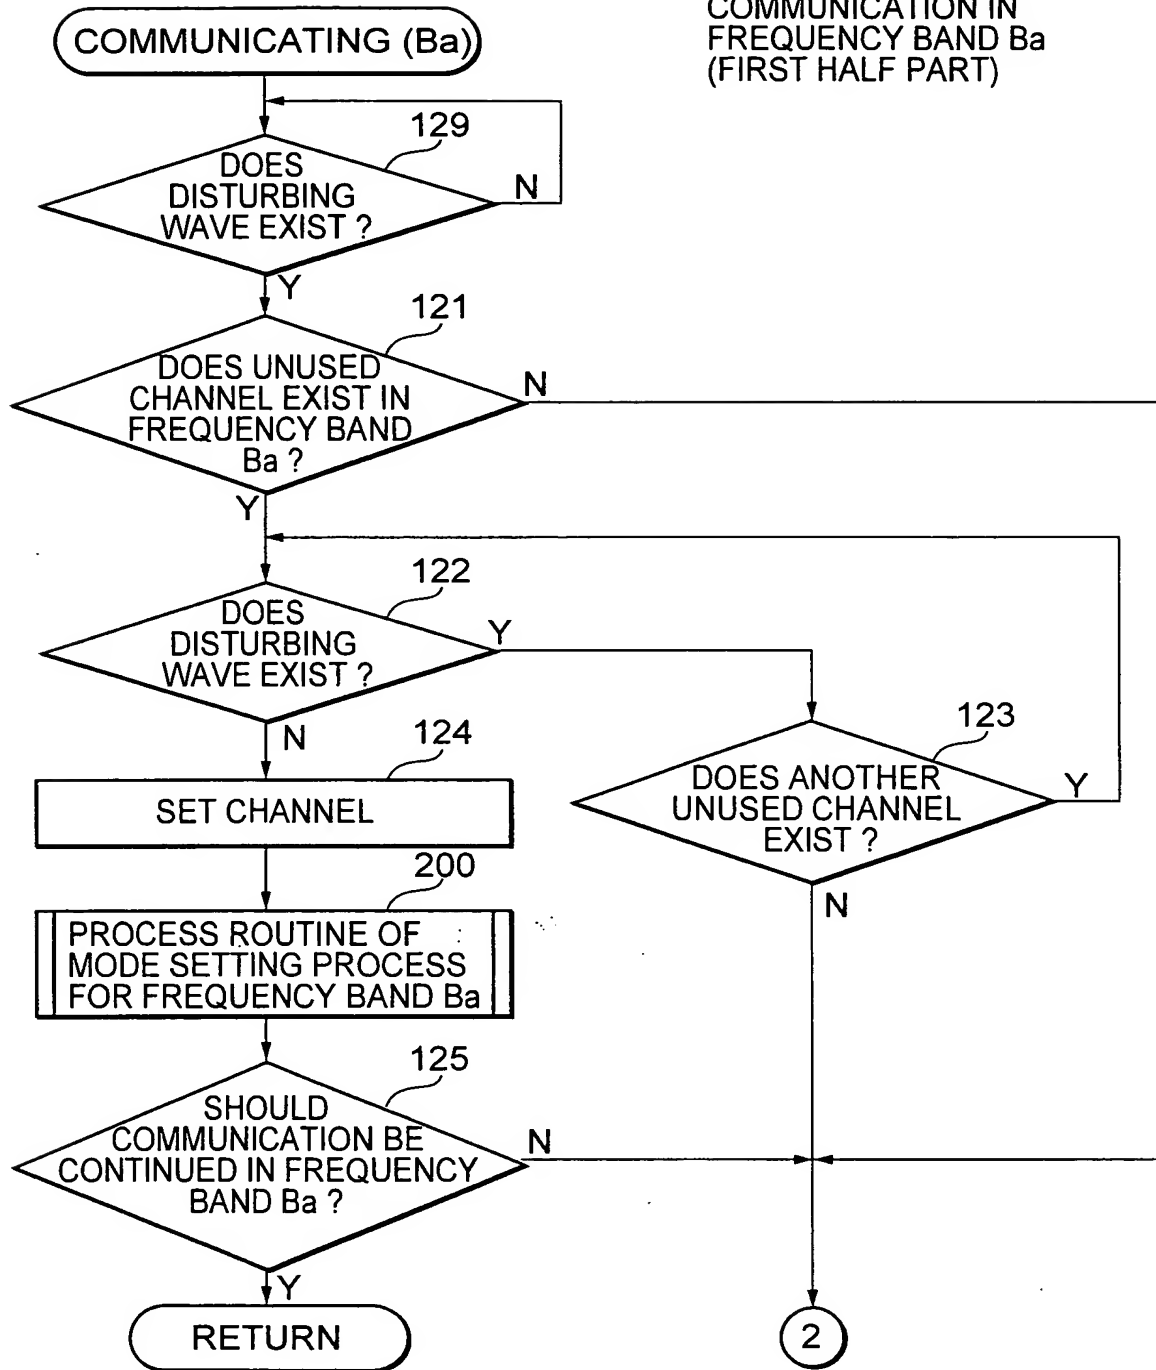 COMMUNICATION IN
FREQUENCY BAND Ba
(FIRST HALF PART)
COMMUNICATING (Ba)
129
DOES
DISTURBING
WAVE EXIST ?
N
Y
121
DOES UNUSED
CHANNEL EXIST IN
FREQUENCY BAND
Ba ?
N
Y
122
DOES
DISTURBING
WAVE EXIST ?
Y
N
123
DOES ANOTHER
UNUSED CHANNEL
EXIST ?
Y
N
124
SET CHANNEL
200
PROCESS ROUTINE OF
MODE SETTING PROCESS
FOR FREQUENCY BAND Ba
125
SHOULD
COMMUNICATION BE
CONTINUED IN FREQUENCY
BAND Ba ?
N
Y
RETURN
2